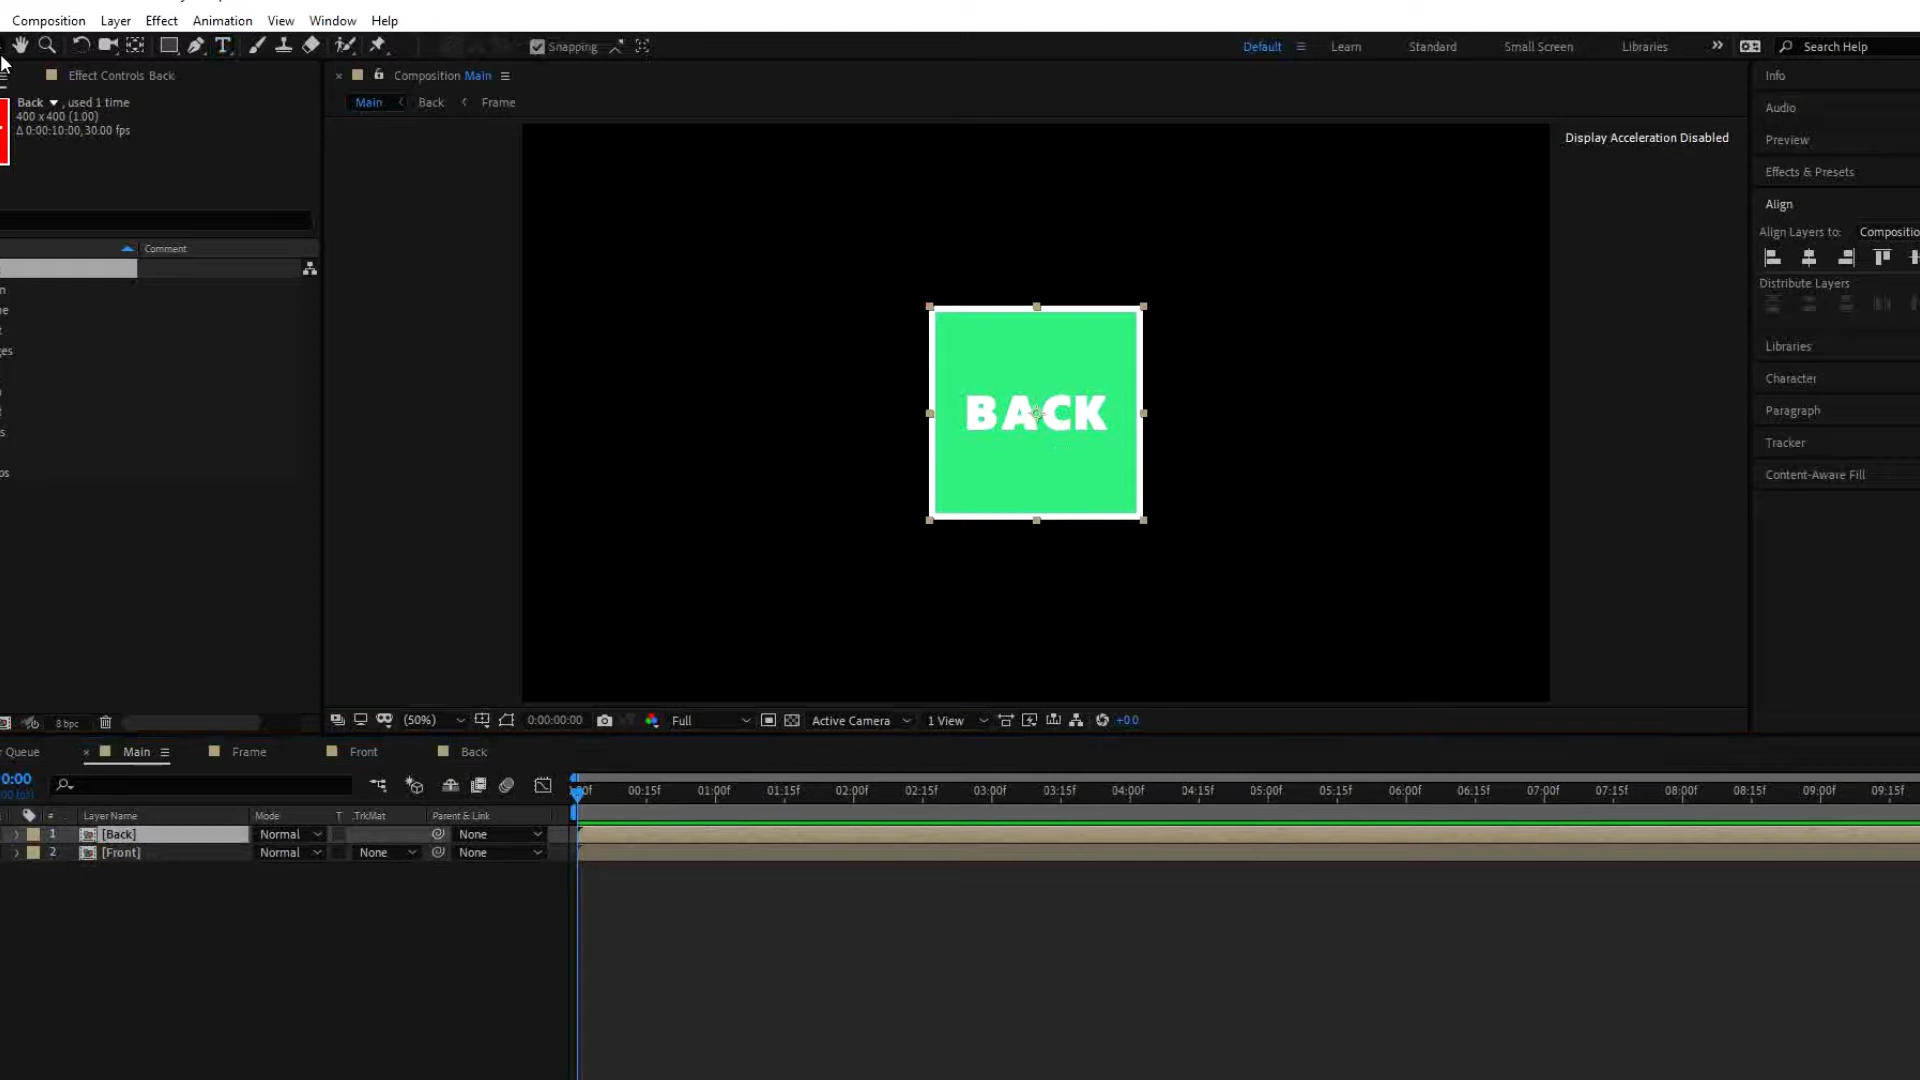 Composition Layer Effect Animation View Window Help
Snapping Default Learn Standard Small Screen Libraries Search Help
Effect Controls Back
Composition Main
Main Back Frame
Back , used 1 time
400 x 400 (1.00)
Δ 0:00:10:00, 30.00 fps
Comment
Display Acceleration Disabled
BACK
Info
Audio
Preview
Effects & Presets
Align
Align Layers to: Compositio
Distribute Layers
Libraries
Character
Paragraph
Tracker
Content-Aware Fill
8 bpc
(50%) 0:00:00:00 Full Active Camera 1 View +0.0
r Queue Main Frame Front Back
0:00
00:15f 01:00f 01:15f 02:00f 02:15f 03:00f 03:15f 04:00f 04:15f 05:00f 05:15f 06:00f 06:15f 07:00f 07:15f 08:00f 08:15f 09:00f 09:15f
# Layer Name Mode T .TrkMat Parent & Link
1 [Back] Normal None
2 [Front] Normal None None